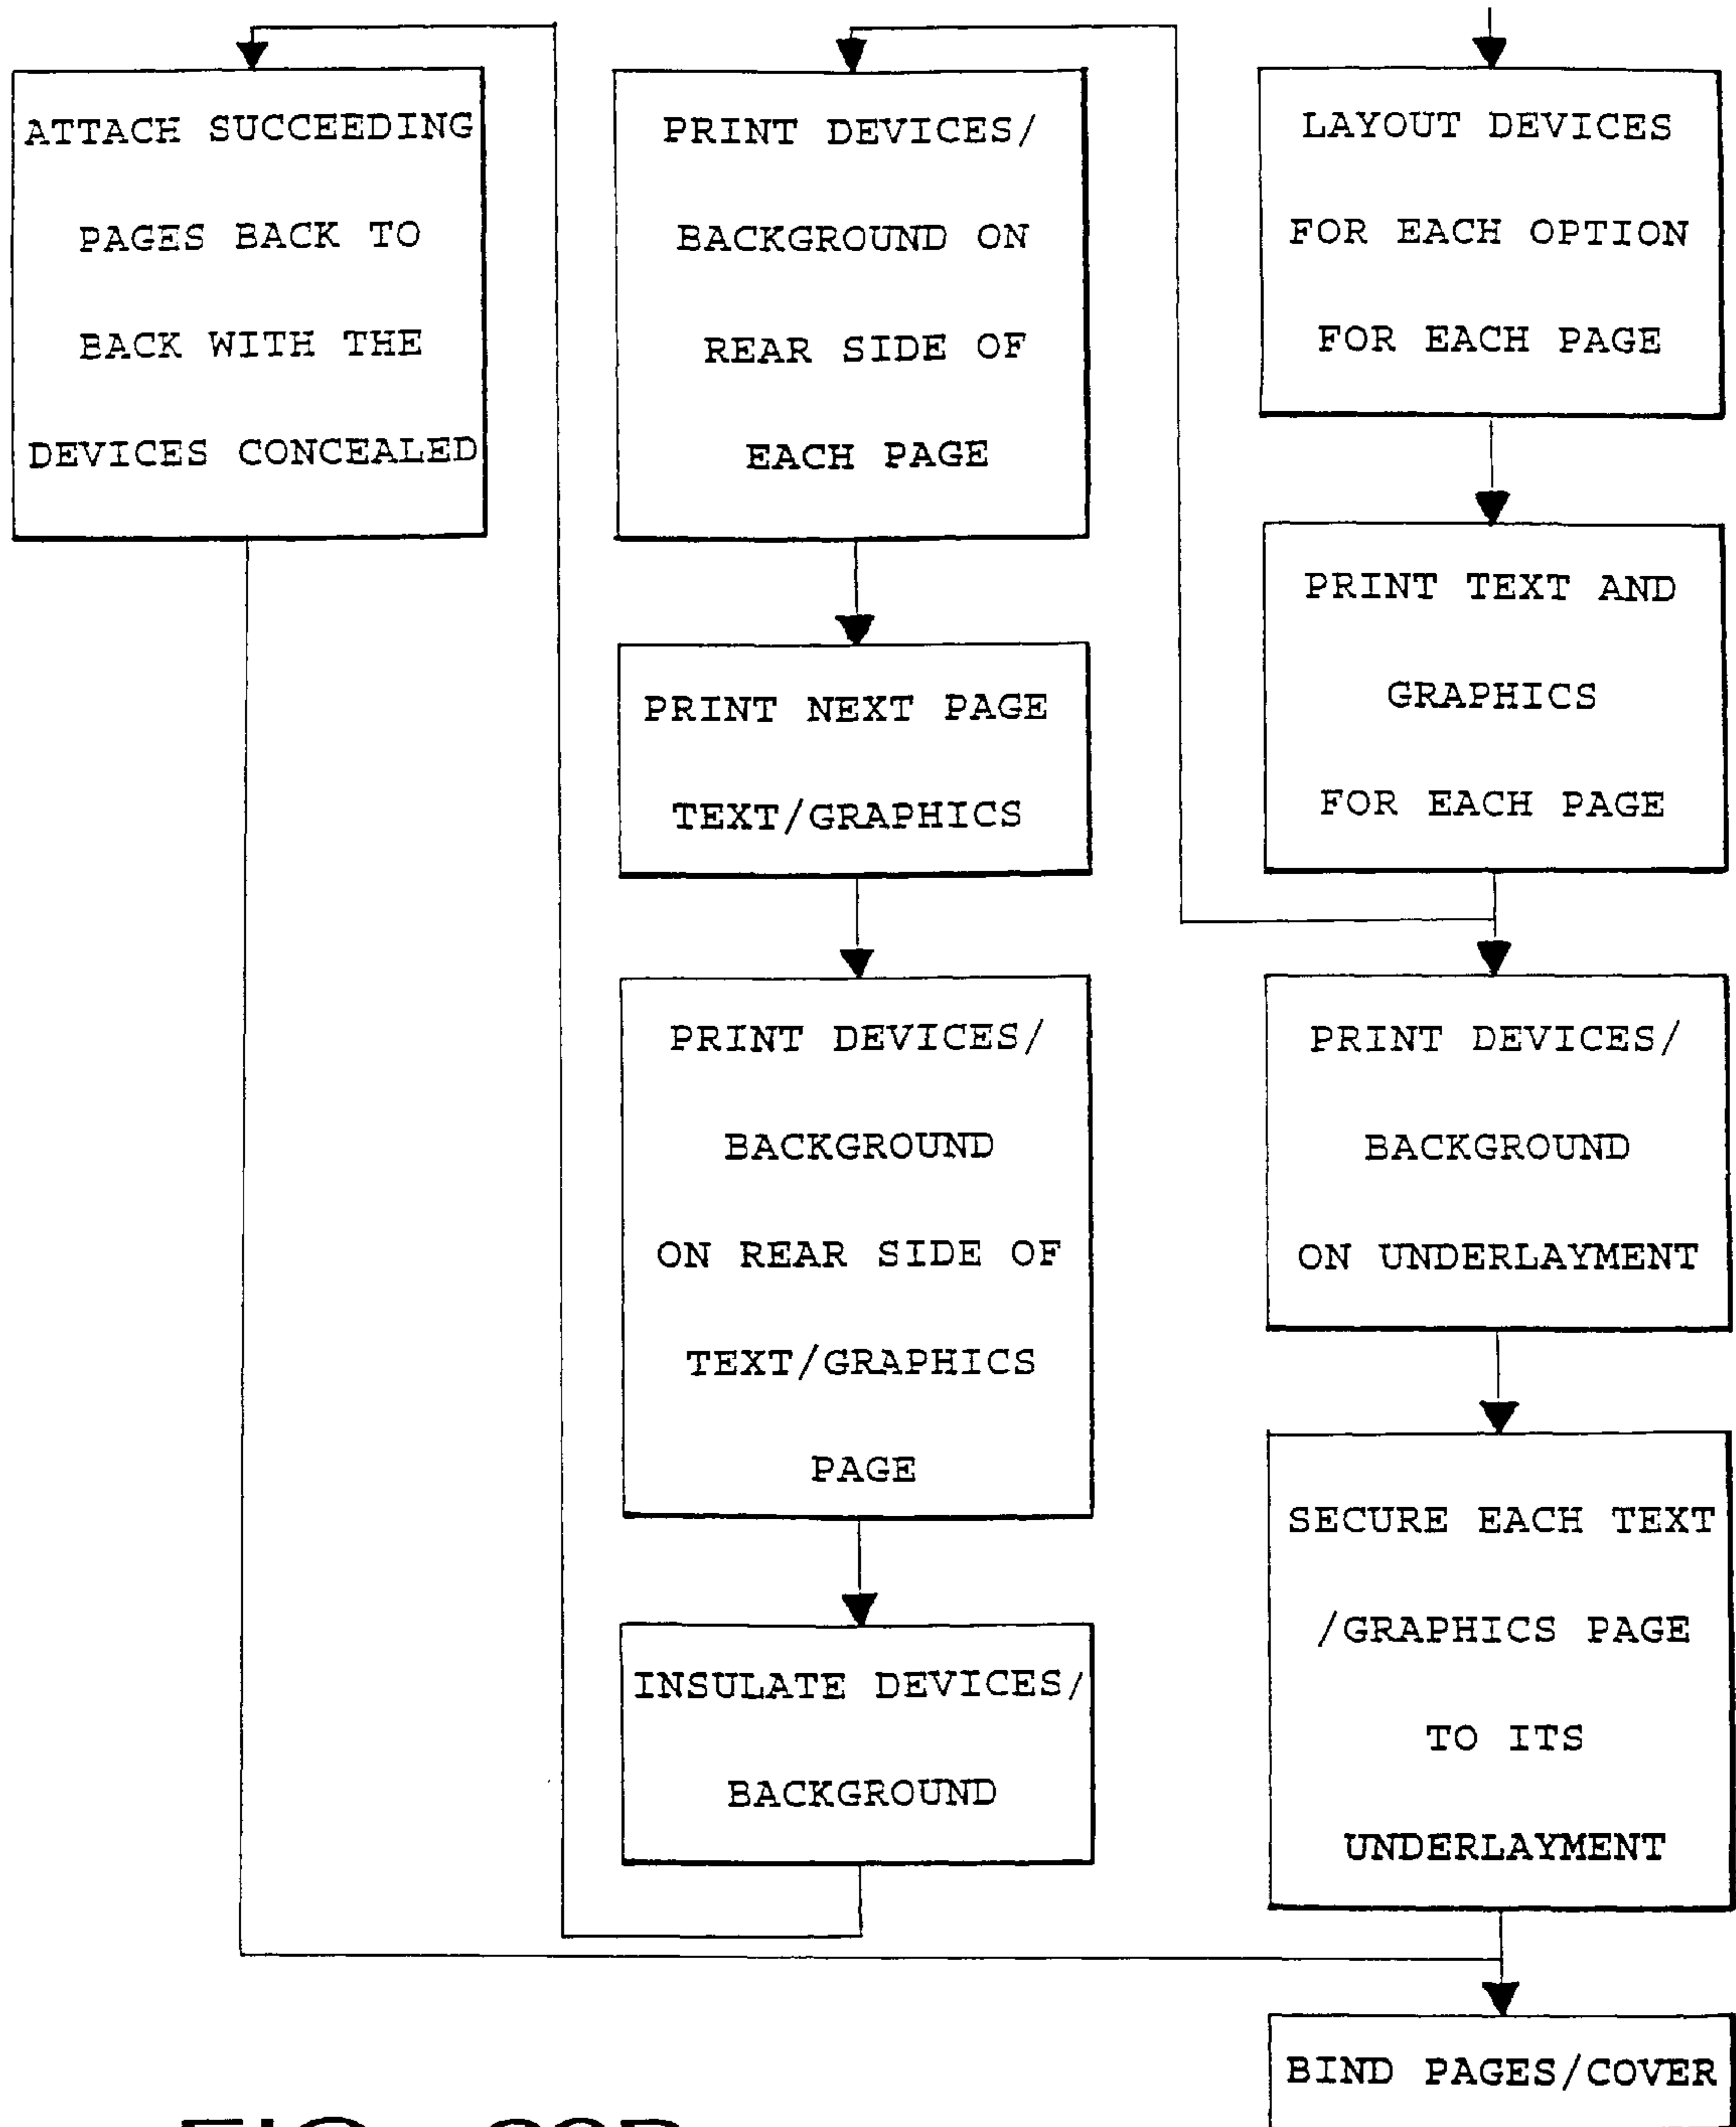 ATTACH SUCCEEDING
PAGES BACK TO
BACK WITH THE
DEVICES CONCEALED
PRINT DEVICES/
BACKGROUND ON
REAR SIDE OF
EACH PAGE
PRINT NEXT PAGE
TEXT/GRAPHICS
PRINT DEVICES/
BACKGROUND
ON REAR SIDE OF
TEXT/GRAPHICS
PAGE
INSULATE DEVICES/
BACKGROUND
LAYOUT DEVICES
FOR EACH OPTION
FOR EACH PAGE
PRINT TEXT AND
GRAPHICS
FOR EACH PAGE
PRINT DEVICES/
BACKGROUND
ON UNDERLAYMENT
SECURE EACH TEXT
/GRAPHICS PAGE
TO ITS
UNDERLAYMENT
BIND PAGES/COVER